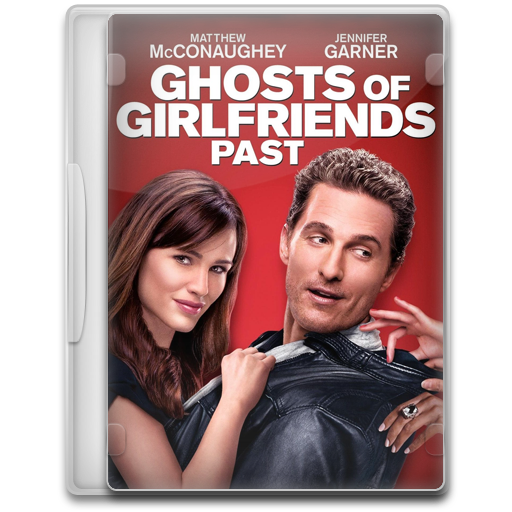 MATTHEW JENNIFER
McCONAUGHEY GARNER
GHOSTS OF
GIRLFRIENDS
PAST